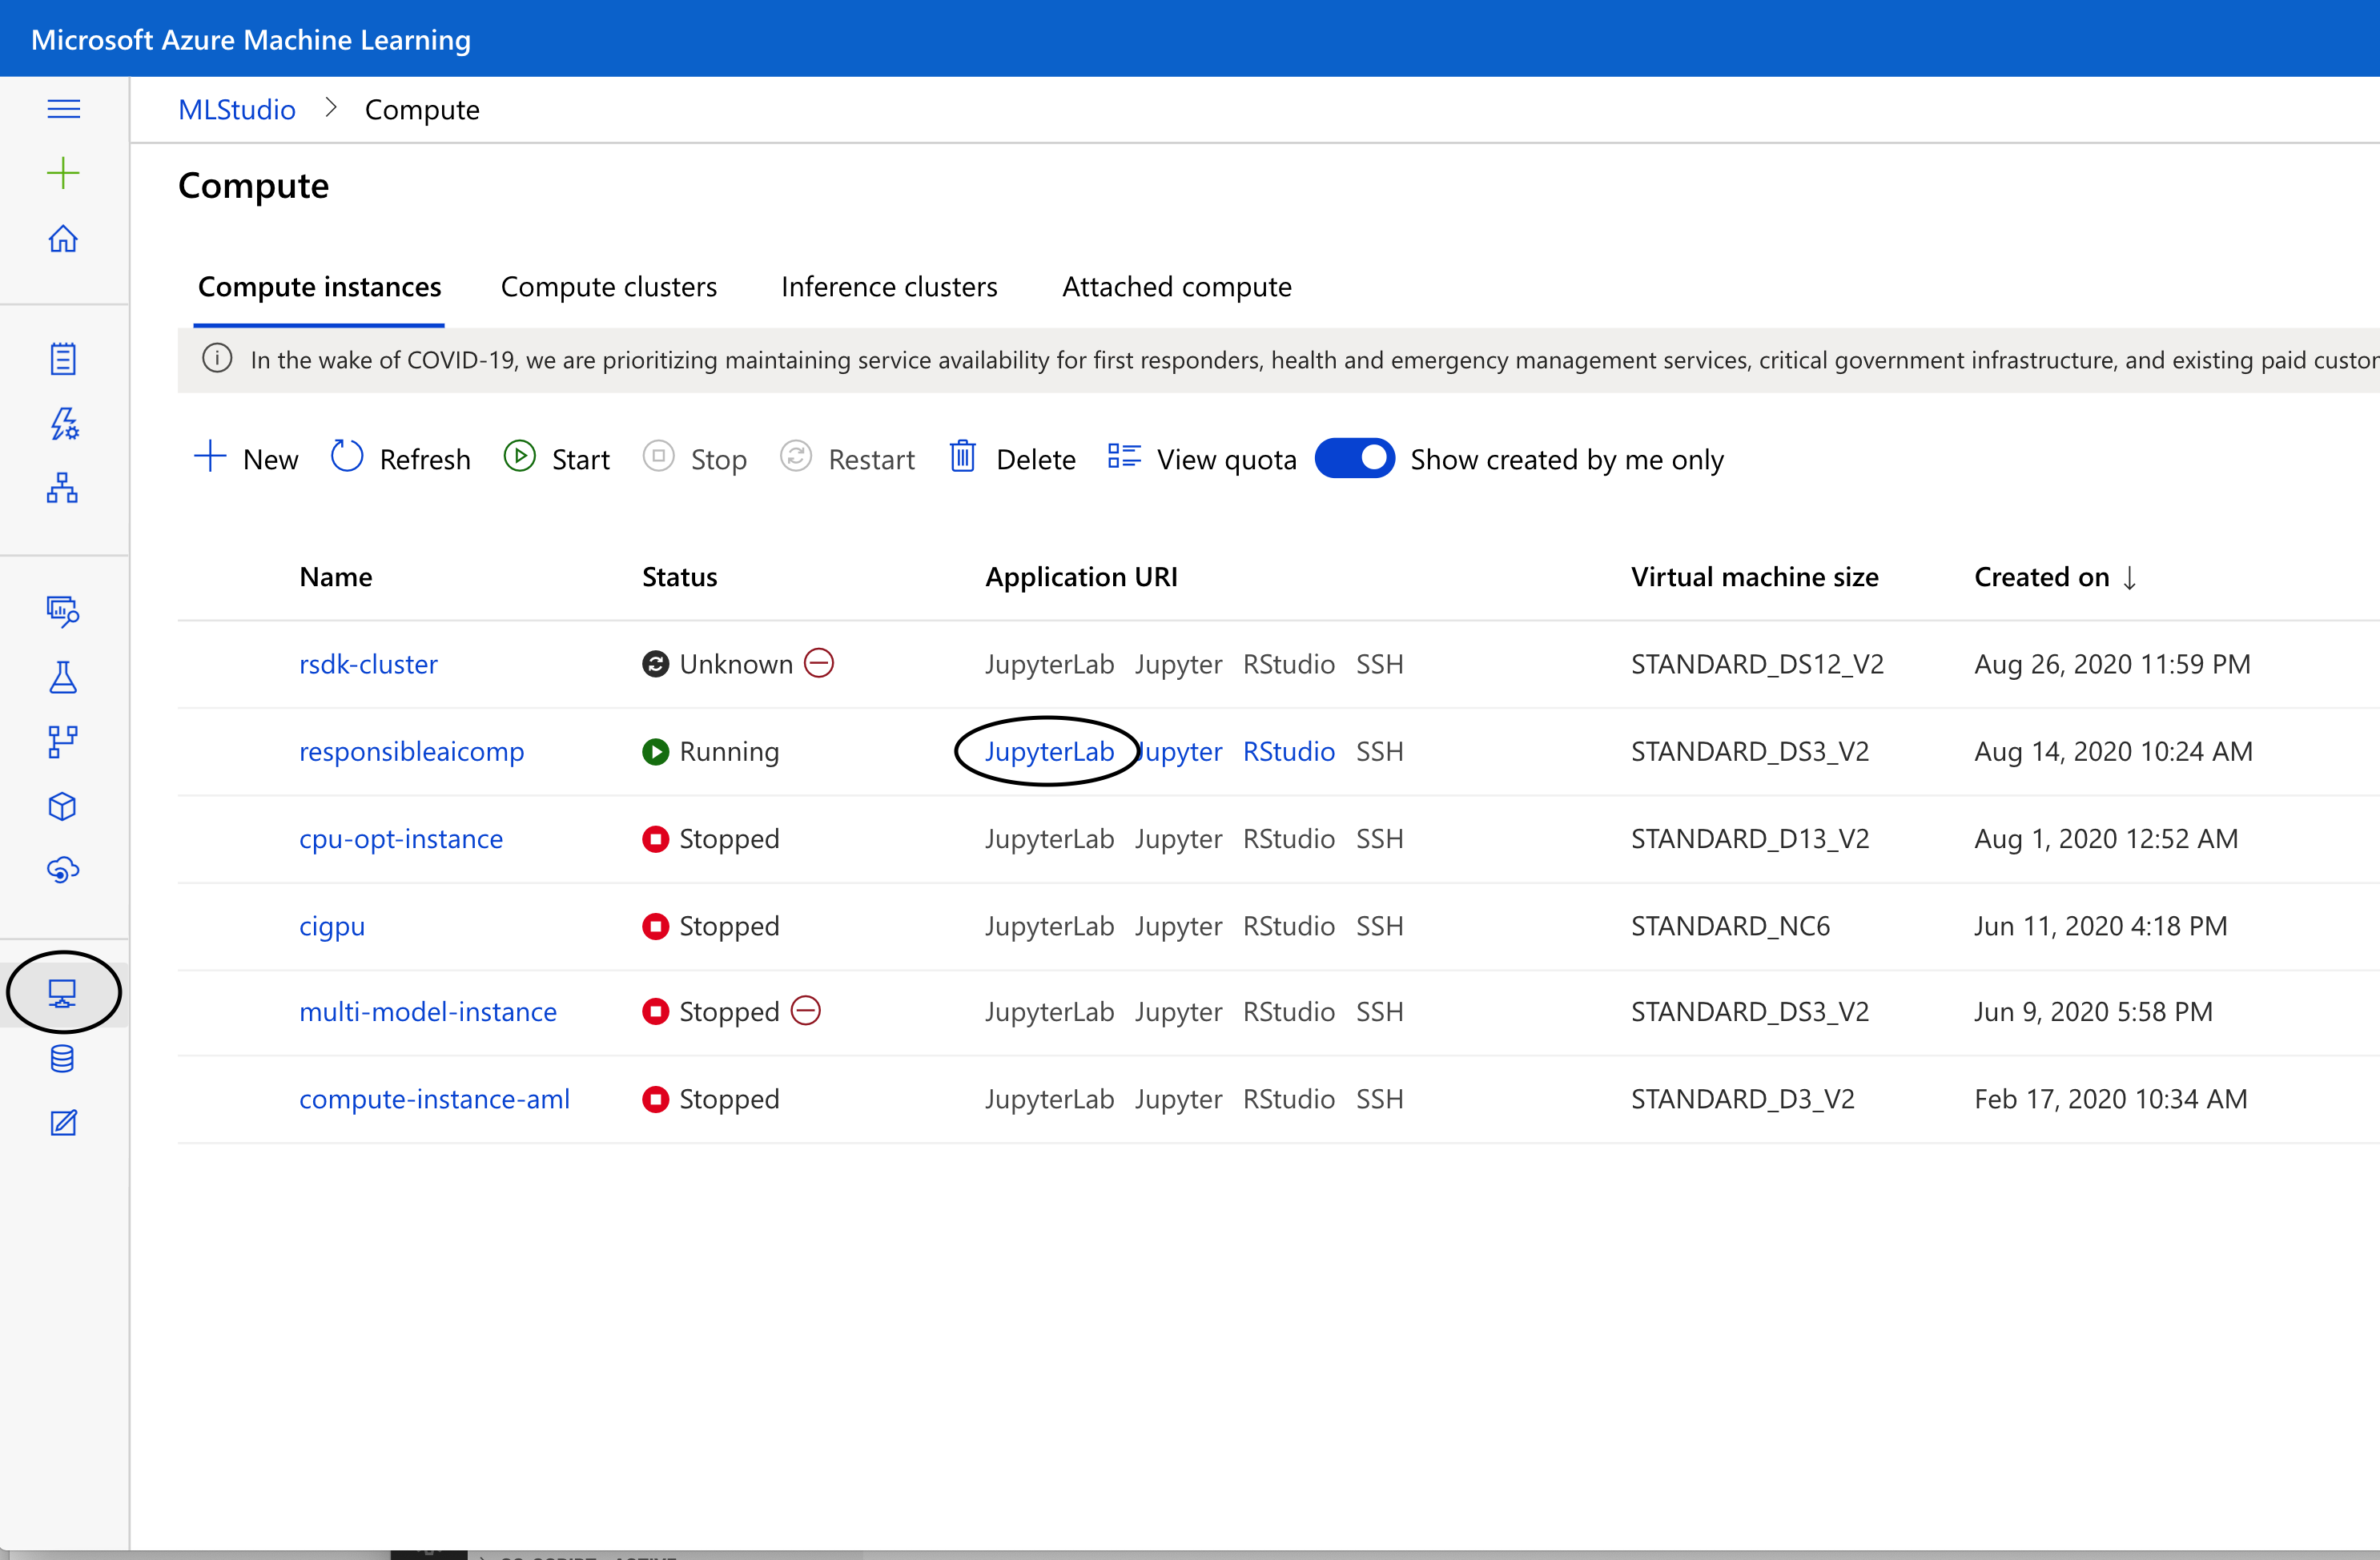 Microsoft Azure Machine Learning
MLStudio > Compute
Compute
Compute instances Compute clusters Inference clusters Attached compute
In the wake of COVID-19, we are prioritizing maintaining service availability for first responders, health and emergency management services, critical government infrastructure, and existing paid custor
New Refresh Start Stop Restart Delete View quota Show created by me only
Name Status Application URI Virtual machine size Created on ↓
rsdk-cluster Unknown JupyterLab Jupyter RStudio SSH STANDARD_DS12_V2 Aug 26, 2020 11:59 PM
responsibleaicomp Running JupyterLab Jupyter RStudio SSH STANDARD_DS3_V2 Aug 14, 2020 10:24 AM
cpu-opt-instance Stopped JupyterLab Jupyter RStudio SSH STANDARD_D13_V2 Aug 1, 2020 12:52 AM
cigpu Stopped JupyterLab Jupyter RStudio SSH STANDARD_NC6 Jun 11, 2020 4:18 PM
multi-model-instance Stopped JupyterLab Jupyter RStudio SSH STANDARD_DS3_V2 Jun 9, 2020 5:58 PM
compute-instance-aml Stopped JupyterLab Jupyter RStudio SSH STANDARD_D3_V2 Feb 17, 2020 10:34 AM